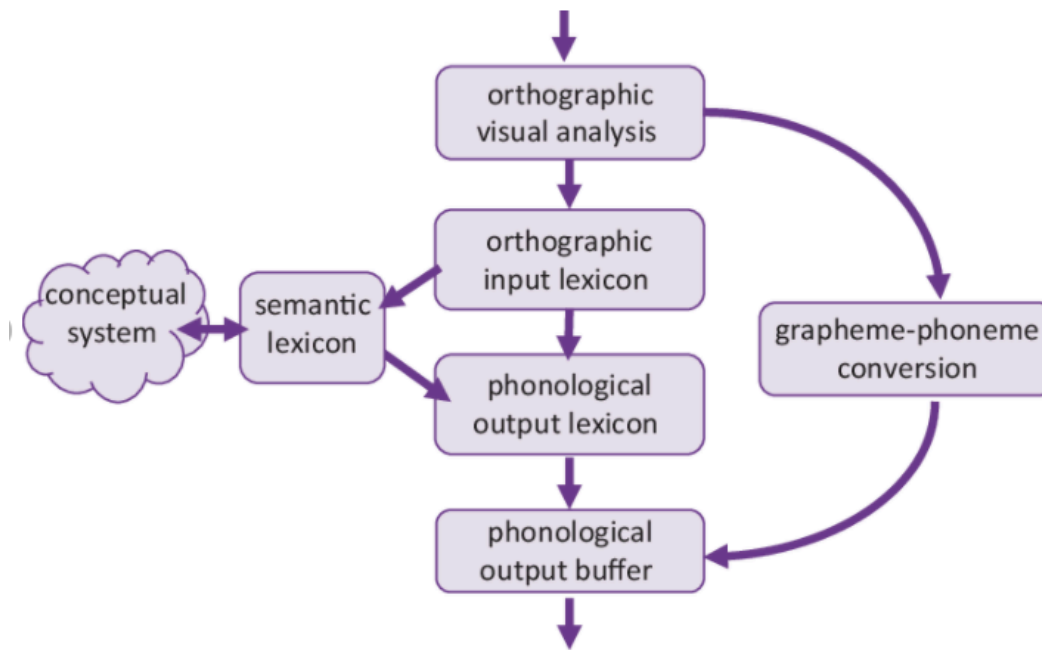 orthographic
visual analysis
orthographic
input lexicon
conceptual
system
semantic
lexicon
grapheme-phoneme
conversion
phonological
output lexicon
phonological
output buffer